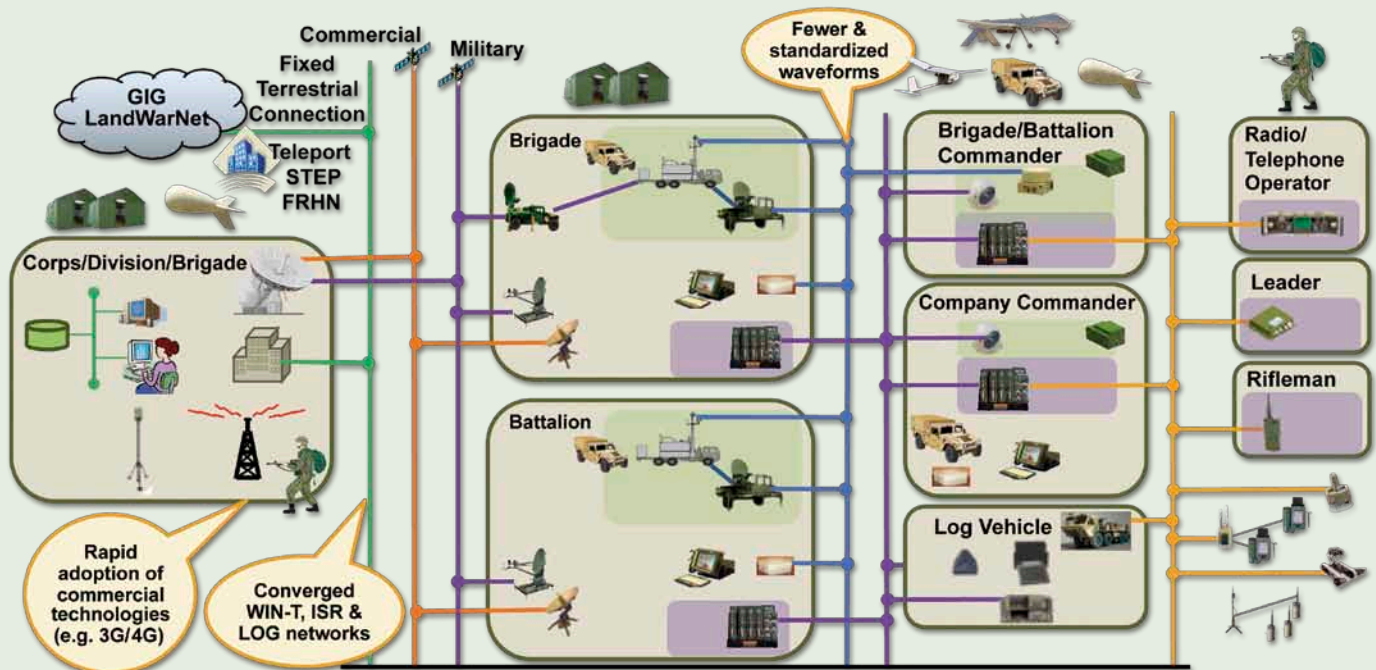 Commercial
Military
Fixed
Terrestrial
Connection
GIG
LandWarNet
Teleport
STEP
FRHN
Fewer &
standardized
waveforms
Corps/Division/Brigade
Brigade
Battalion
Brigade/Battalion
Commander
Company Commander
Log Vehicle
Radio/
Telephone
Operator
Leader
Rifleman
Rapid
adoption of
commercial
technologies
(e.g. 3G/4G)
Converged
WIN-T, ISR &
LOG networks